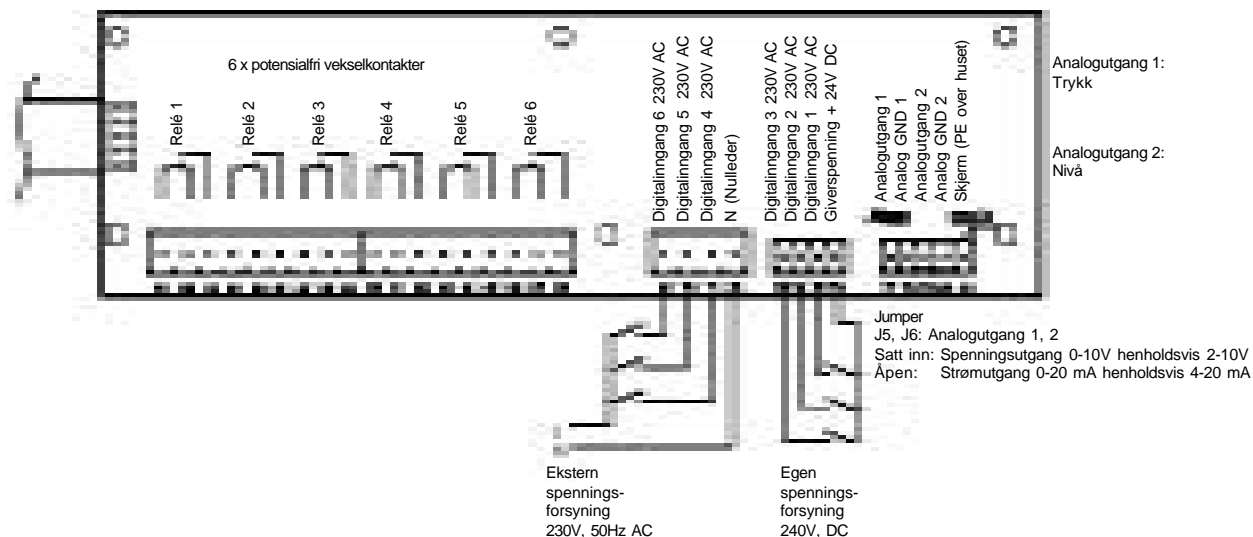 6 x potensialfri vekselkontakter
Relé 1
Relé 2
Relé 3
Relé 4
Relé 5
Relé 6
Digitalinngang 6 230V AC
Digitalinngang 5 230V AC
Digitalinngang 4 230V AC
N (Nulleder)
Digitalinngang 3 230V AC
Digitalinngang 2 230V AC
Digitalinngang 1 230V AC
Giverspenning + 24V DC
Analogutgang 1
Analog GND 1
Analogutgang 2
Analog GND 2
Skjerm (PE over huset)
Analogutgang 1:
Trykk
Analogutgang 2:
Nivå
Jumper
J5, J6: Analogutgang 1, 2
Satt inn: Spenningsutgang 0-10V henholdsvis 2-10V
Åpen: Strømutgang 0-20 mA henholdsvis 4-20 mA
Ekstern
spennings-
forsyning
230V, 50Hz AC
Egen
spennings-
forsyning
240V, DC